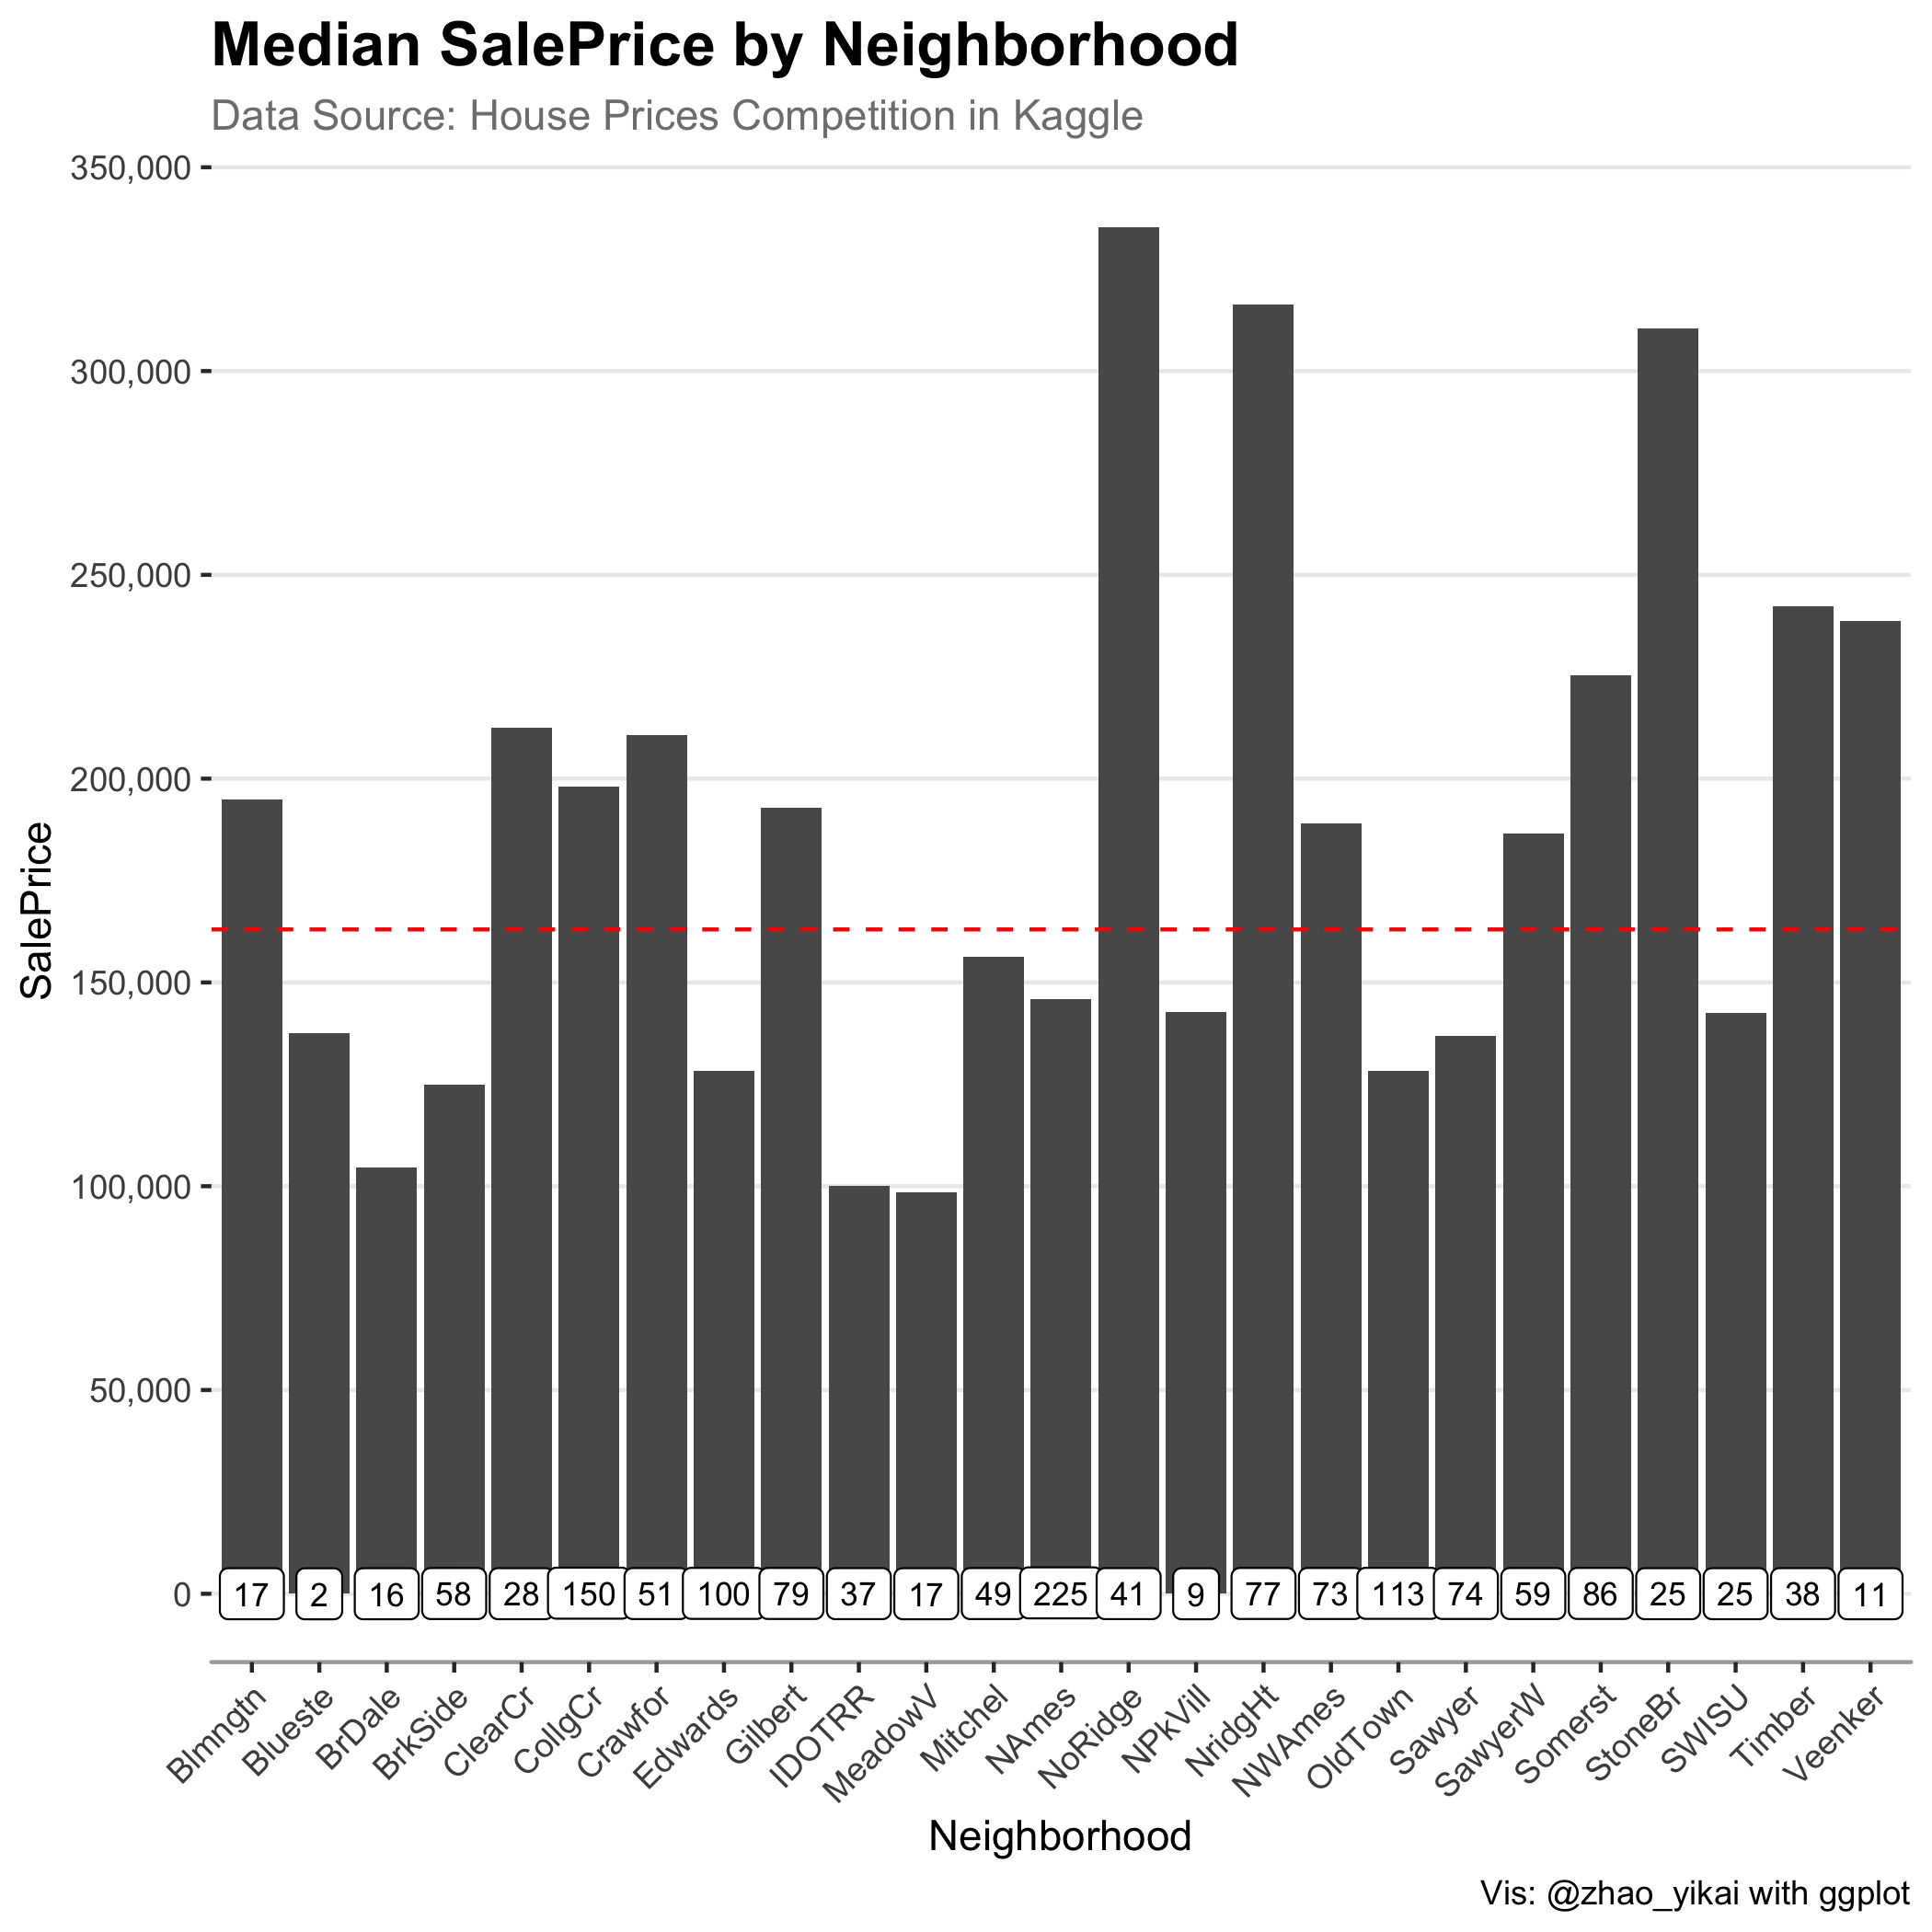 Median SalePrice by Neighborhood
Data Source: House Prices Competition in Kaggle
350,000
300,000
250,000
200,000
150,000
100,000
50,000
0
SalePrice
17 2 16 58 28 150 51 100 79 37 17 49 225 41 9 77 73 113 74 59 86 25 25 38 11
Blmngtn Blueste BrDale BrkSide ClearCr CollgCr Crawfor Edwards Gilbert IDOTRR MeadowV Mitchel NAmes NoRidge NPkVill NridgHt NWAmes OldTown Sawyer SawyerW Somerst StoneBr SWISU Timber Veenker
Neighborhood
Vis: @zhao_yikai with ggplot